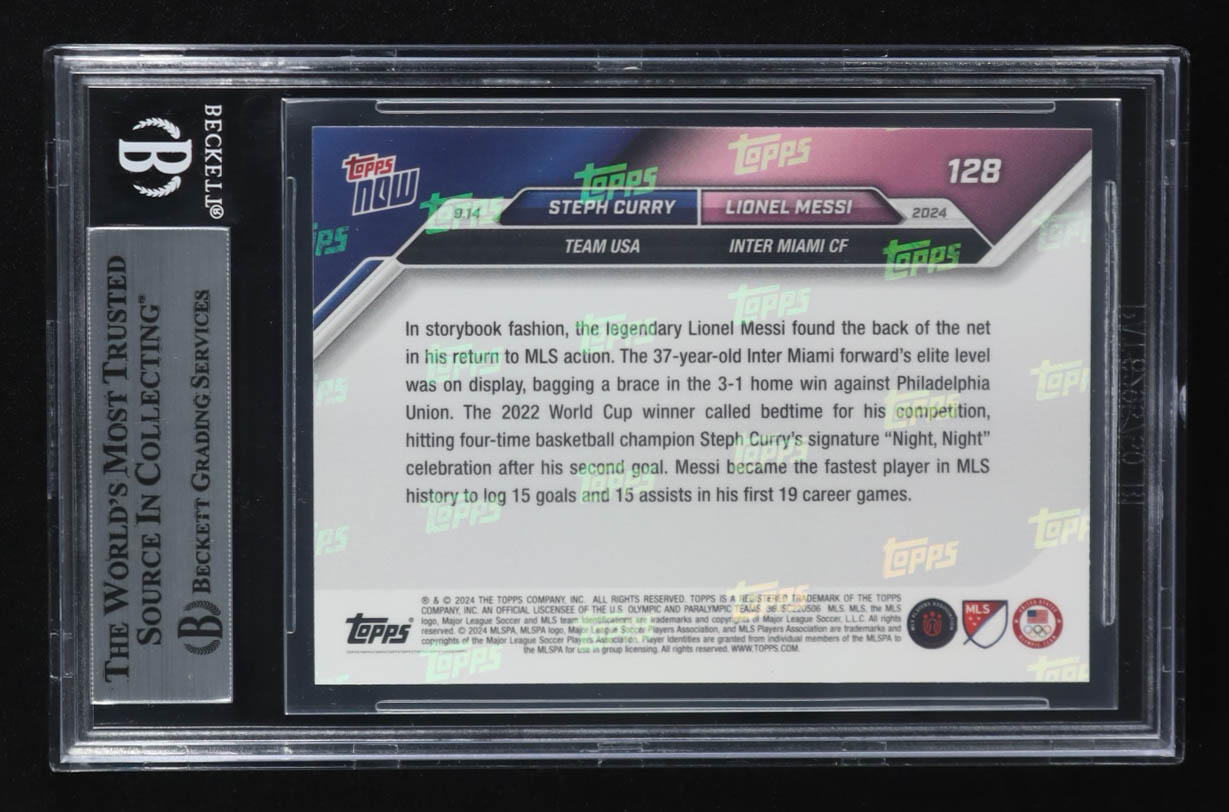 BECKETT®
THE WORLD'S MOST TRUSTED
SOURCE IN COLLECTING™
BECKETT GRADING SERVICES
TOPPS
NOW
128
9.14
STEPH CURRY
LIONEL MESSI
2024
TEAM USA
INTER MIAMI CF
In storybook fashion, the legendary Lionel Messi found the back of the net
in his return to MLS action. The 37-year-old Inter Miami forward's elite level
was on display, bagging a brace in the 3-1 home win against Philadelphia
Union. The 2022 World Cup winner called bedtime for his competition,
hitting four-time basketball champion Steph Curry's signature “Night, Night”
celebration after his second goal. Messi became the fastest player in MLS
history to log 15 goals and 15 assists in his first 19 career games.
TOPPS®
® & © 2024 THE TOPPS COMPANY, INC. ALL RIGHTS RESERVED. TOPPS IS A REGISTERED TRADEMARK OF THE TOPPS
COMPANY, INC. AN OFFICIAL LISCENSEE OF THE U.S. OLYMPIC AND PARALYMPIC TEAMS. 36 USC220506 MLS. MLS, the MLS
logo, Major League Soccer and MLS team identifications are trademarks and copyrights of Major League Soccer, L.L.C. All rights
reserved. © 2024 MLSPA, MLSPA logo, Major League Soccer Players Association, and MLS Players Association are trademarks and
copyrights of the Major League Soccer Players Association. Player Identities are granted from individual members of the MLSPA to
the MLSPA for use in group licensing. All rights reserved. WWW.TOPPS.COM.
MLS